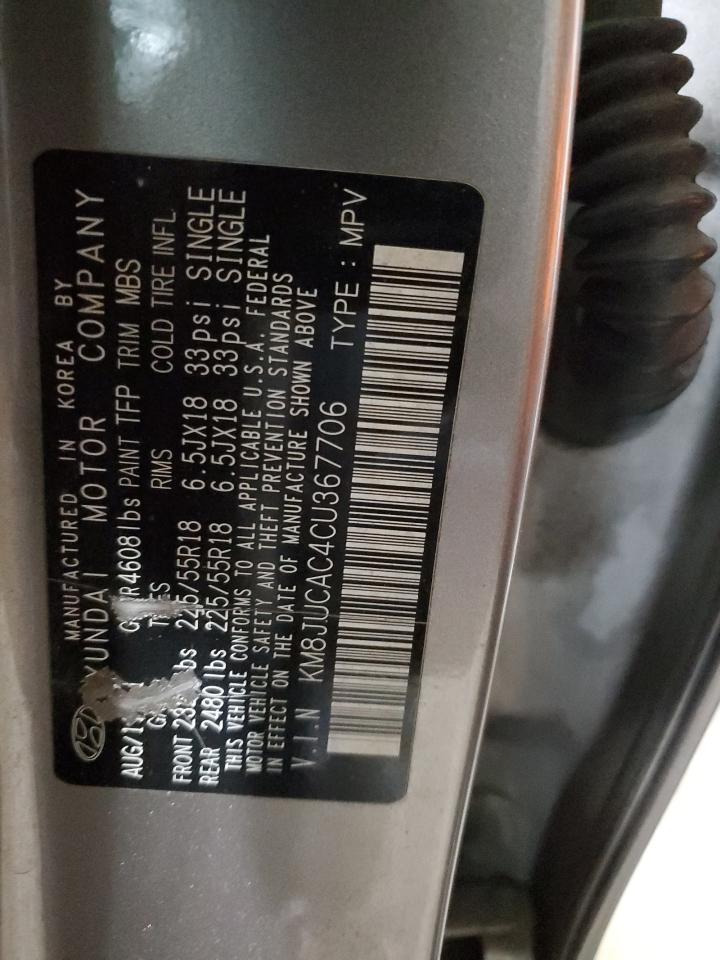 MANUFACTURED IN KOREA BY
HYUNDAI MOTOR COMPANY
GVWR4608lbs PAINT TFP TRIM MBS
RIMS COLD TIRE INFL
FRONT 225/55R18 6.5JX18 33psi SINGLE
REAR 2480lbs 225/55R18 6.5JX18 33psi SINGLE
THIS VEHICLE CONFORMS TO ALL APPLICABLE U.S.A. FEDERAL
MOTOR VEHICLE SAFETY AND THEFT PREVENTION STANDARDS
IN EFFECT ON THE DATE OF MANUFACTURE SHOWN ABOVE
V.I.N KM8JUCAC4CU367706 TYPE : MPV